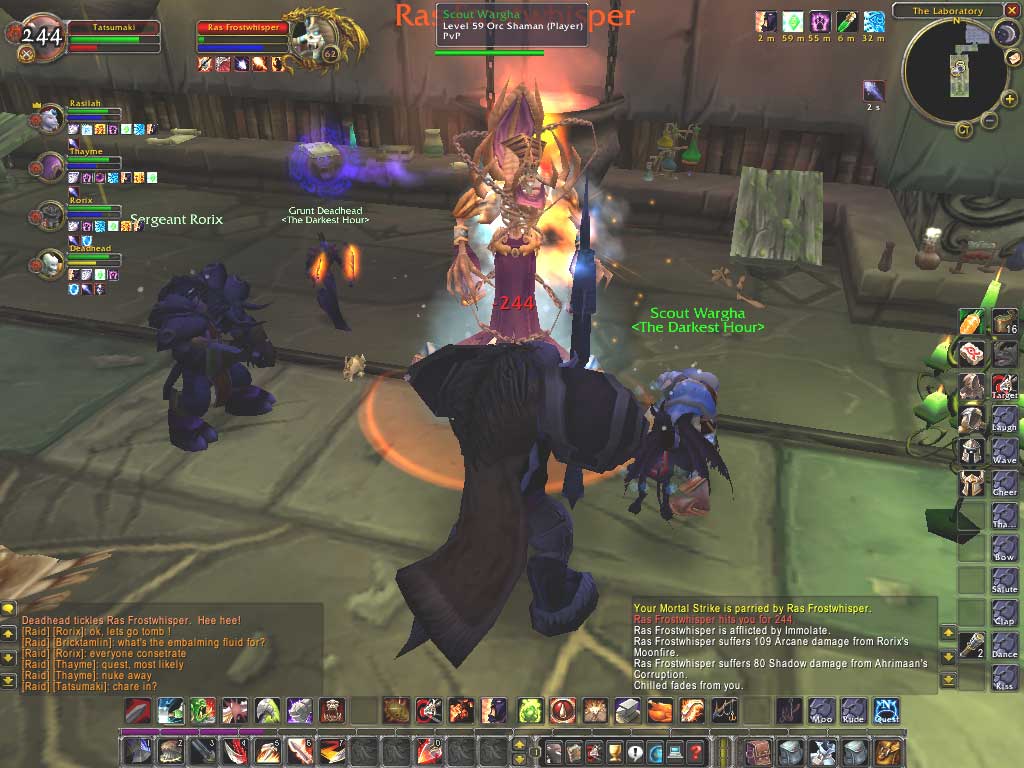 244
Tatsumaki
Ras Frostwhisper
62
Scout Wargha
Level 59 Orc Shaman (Player)
PvP
2 m
59 m
55 m
6 m
32 m
2 s
The Laboratory
N
Rasilah
Thayme
Rorix
Deadhead
Sergeant Rorix
Grunt Deadhead
<The Darkest Hour>
-244
Scout Wargha
<The Darkest Hour>
16
Target
Laugh
Wave
Cheer
Tha...
Bow
Salute
Clap
2
Dance
Kiss
Deadhead tickles Ras Frostwhisper. Hee hee!
[Raid] [Rorix]: ok, lets go tomb !
[Raid] [Bricktamlin]: what's the embalming fluid for?
[Raid] [Rorix]: everyone consetrate
[Raid] [Thayme]: quest, most likely
[Raid] [Thayme]: nuke away
[Raid] [Tatsumaki]: chare in?
Your Mortal Strike is parried by Ras Frostwhisper.
Ras Frostwhisper hits you for 244
Ras Frostwhisper is afflicted by Immolate.
Ras Frostwhisper suffers 109 Arcane damage from Rorix's
Moonfire.
Ras Frostwhisper suffers 80 Shadow damage from Ahrimaan's
Corruption.
Chilled fades from you.
Moo
Rude
Quest